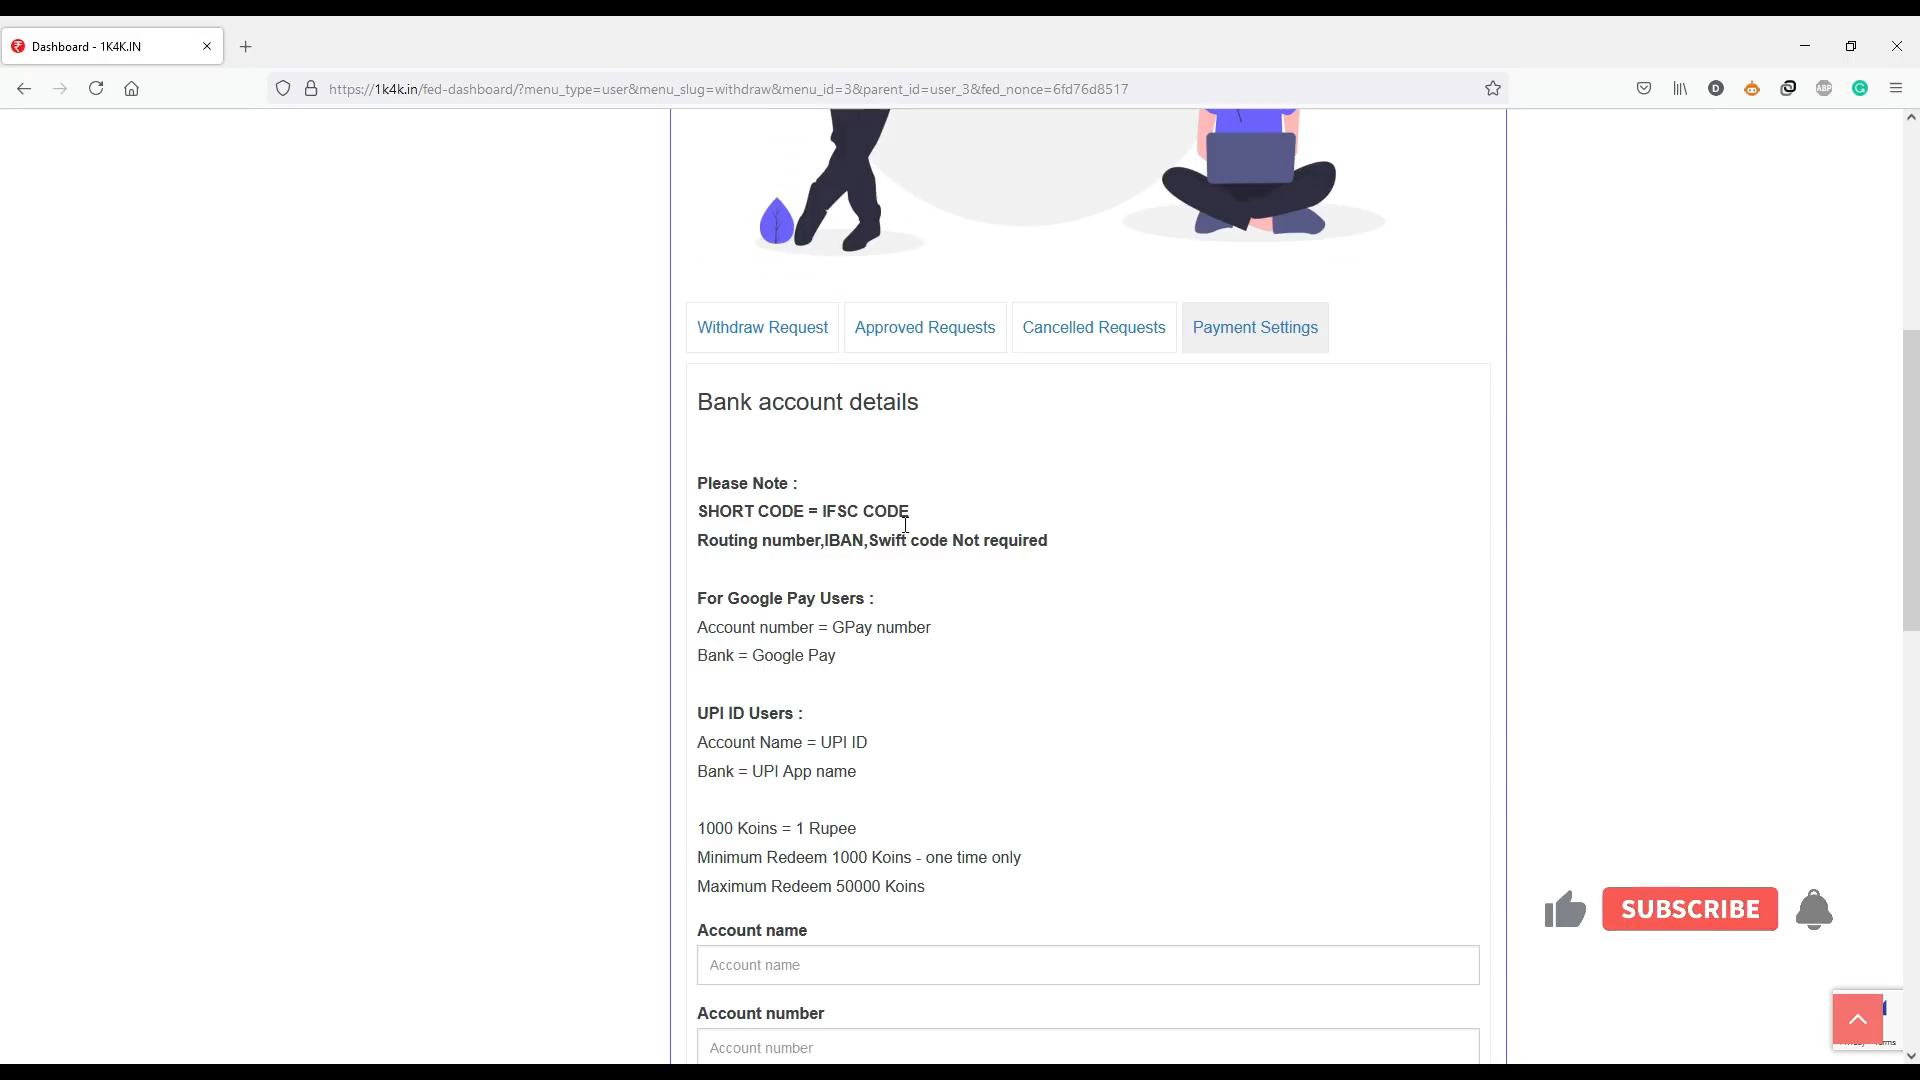 Dashboard - 1K4K.IN
https://1k4k.in/fed-dashboard/?menu_type=user&menu_slug=withdraw&menu_id=3&parent_id=user_3&fed_nonce=6fd76d8517
D
ABP
Withdraw Request
Approved Requests
Cancelled Requests
Payment Settings
Bank account details
Please Note :
SHORT CODE = IFSC CODE
Routing number,IBAN,Swift code Not required
For Google Pay Users :
Account number = GPay number
Bank = Google Pay
UPI ID Users :
Account Name = UPI ID
Bank = UPI App name
1000 Koins = 1 Rupee
Minimum Redeem 1000 Koins - one time only
Maximum Redeem 50000 Koins
Account name
Account name
SUBSCRIBE
Account number
Account number